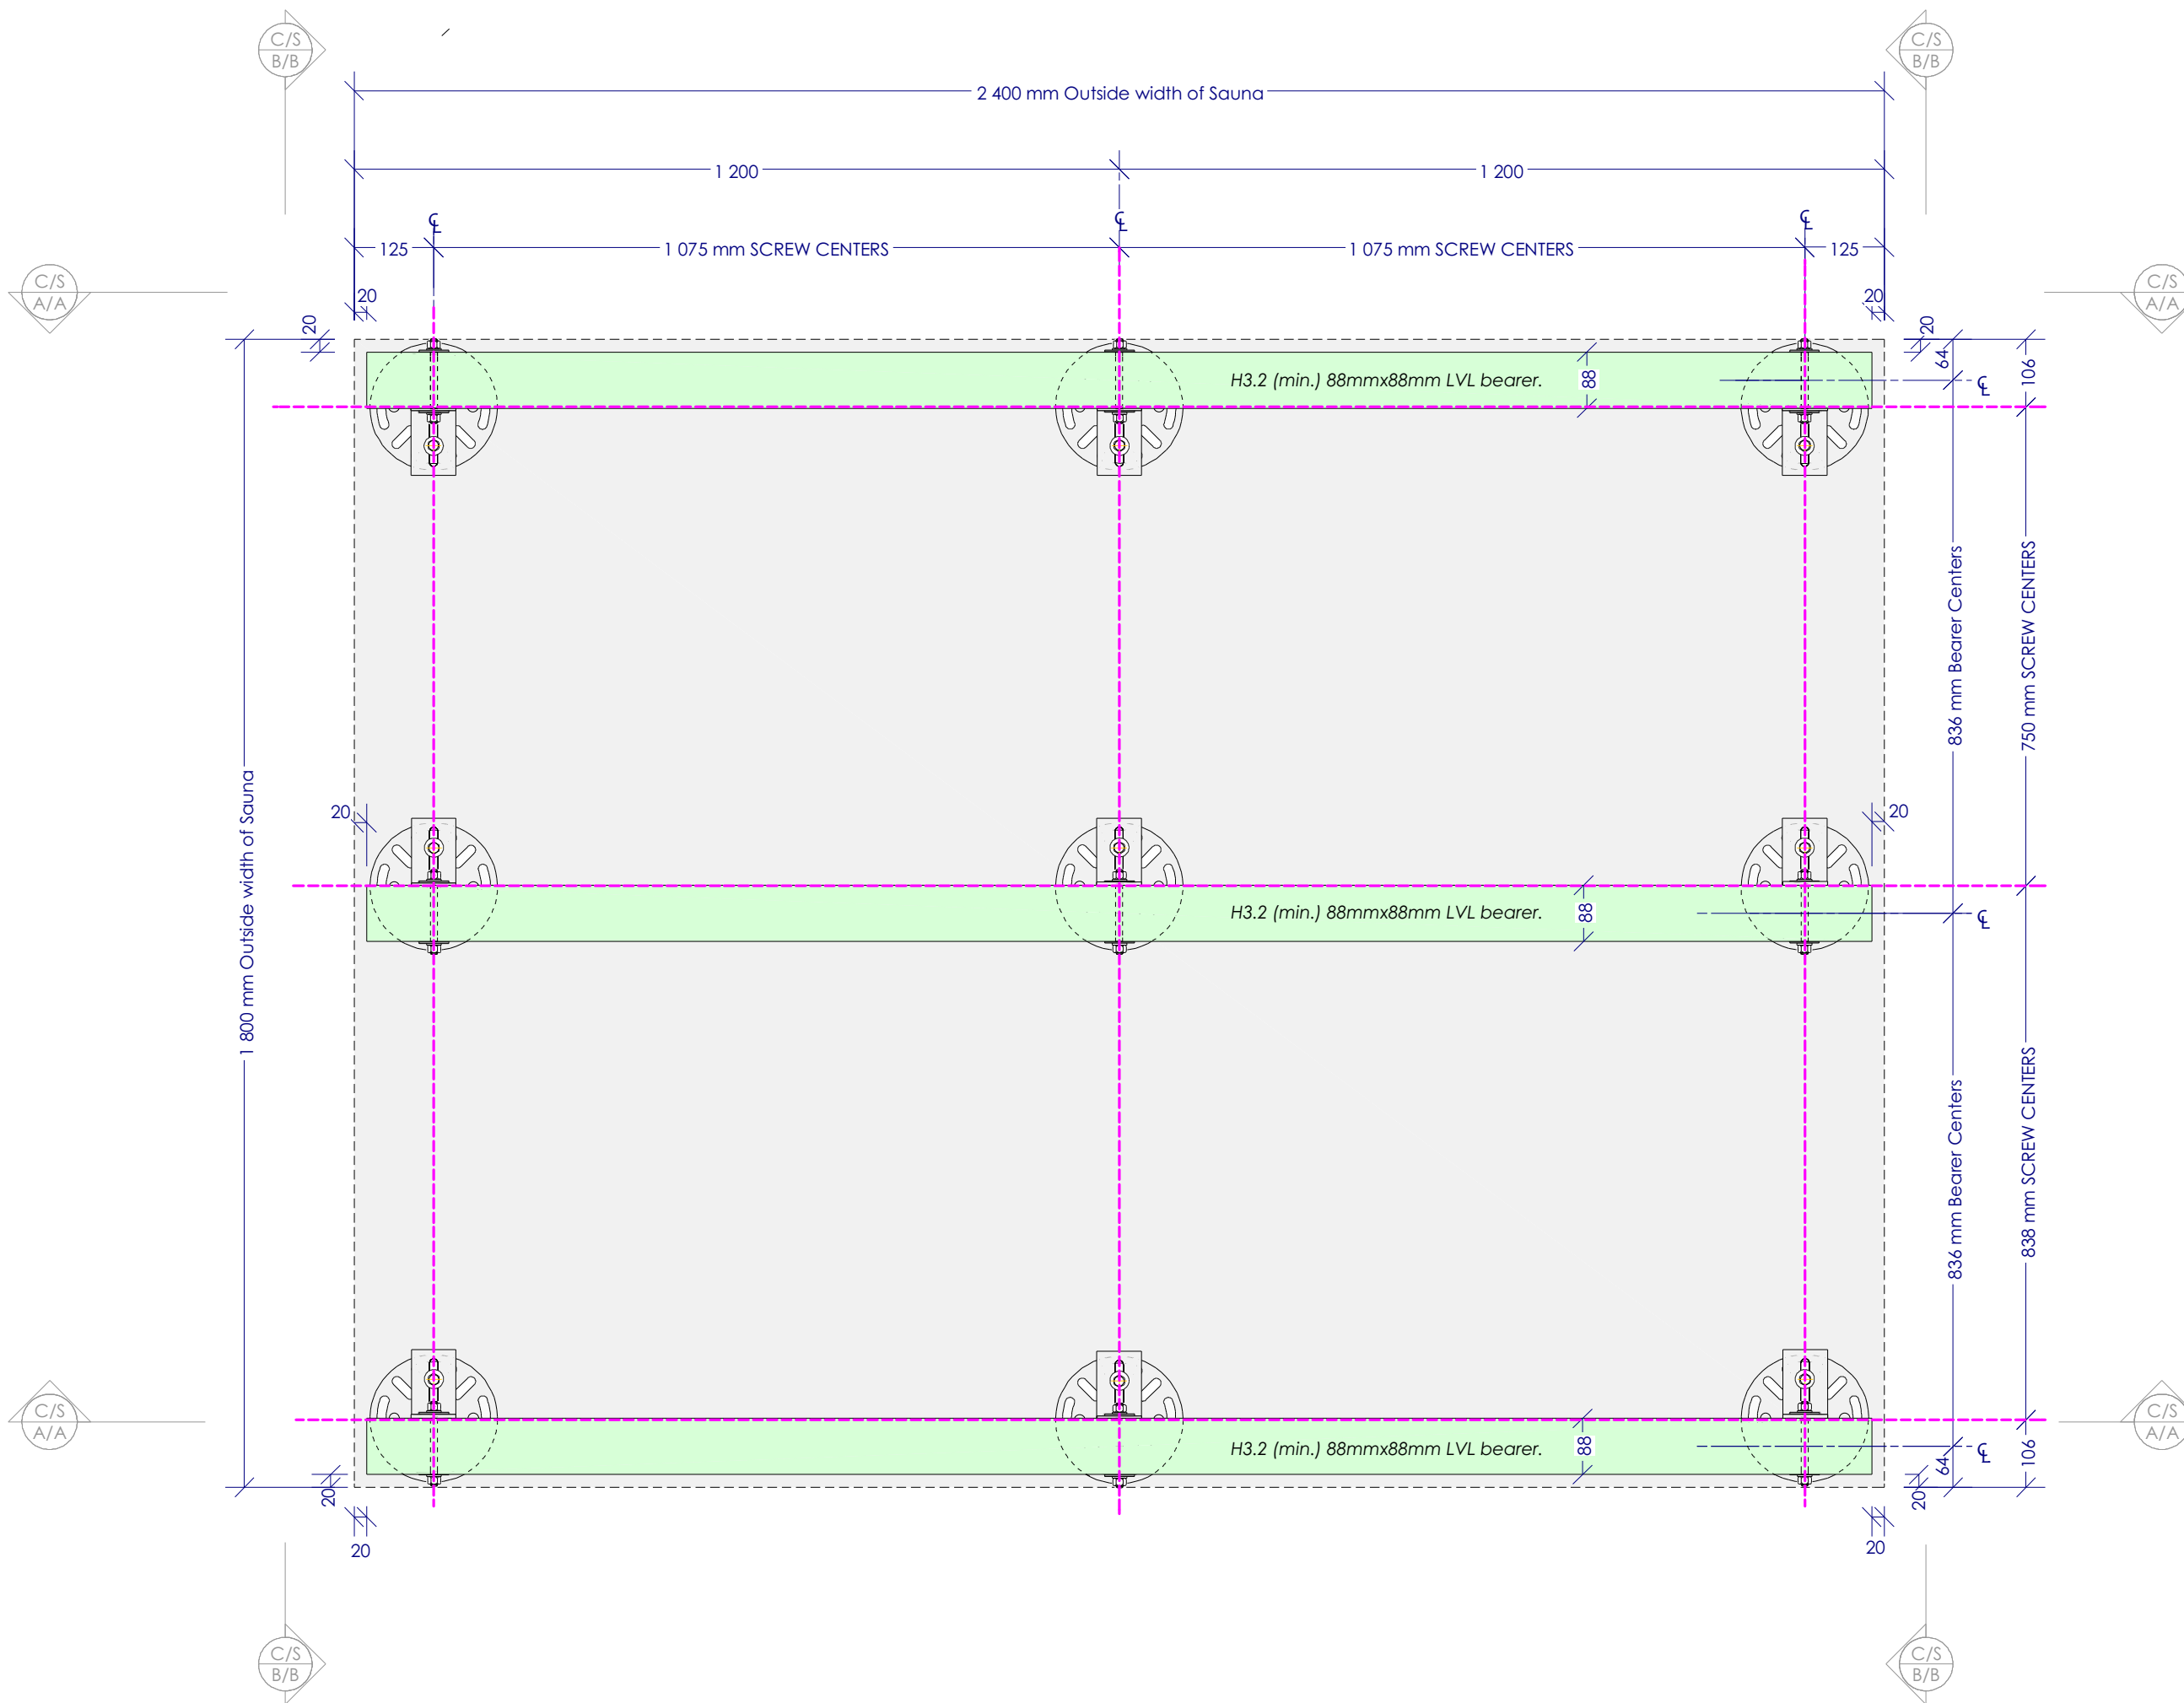 C/S
B/B
C/S
B/B
2 400 mm Outside width of Sauna
1 200
1 200
℄
℄
℄
125
1 075 mm SCREW CENTERS
1 075 mm SCREW CENTERS
125
C/S
A/A
C/S
A/A
20
20
20
20
64
106
H3.2 (min.) 88mmx88mm LVL bearer.
88
℄
836 mm Bearer Centers
750 mm SCREW CENTERS
1 800 mm Outside width of Sauna
20
20
H3.2 (min.) 88mmx88mm LVL bearer.
88
℄
836 mm Bearer Centers
838 mm SCREW CENTERS
C/S
A/A
C/S
A/A
H3.2 (min.) 88mmx88mm LVL bearer.
88
℄
64
106
20
20
20
20
C/S
B/B
C/S
B/B